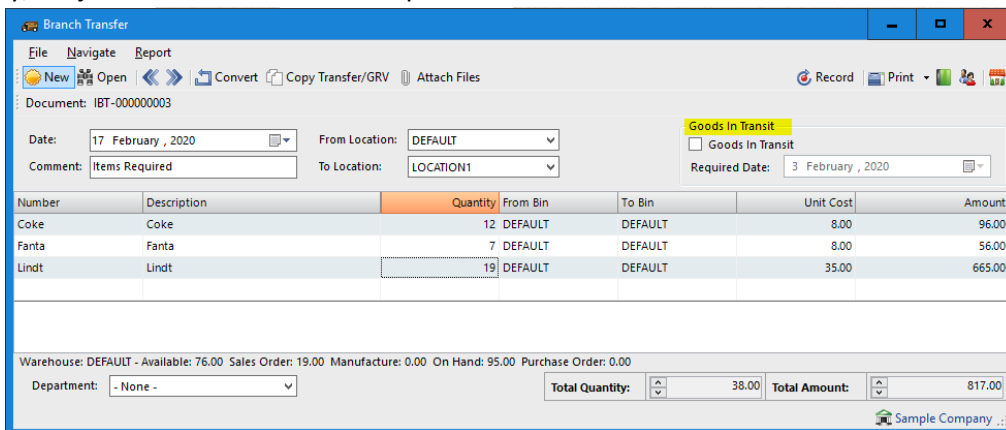 Branch Transfer
File Navigate Report
New Open Convert Copy Transfer/GRV Attach Files Record Print
Document: IBT-000000003
Goods In Transit
Date: 17 February , 2020 From Location: DEFAULT Goods In Transit
Comment: Items Required To Location: LOCATION1 Required Date: 3 February , 2020
Number Description Quantity From Bin To Bin Unit Cost Amount
Coke Coke 12 DEFAULT DEFAULT 8.00 96.00
Fanta Fanta 7 DEFAULT DEFAULT 8.00 56.00
Lindt Lindt 19 DEFAULT DEFAULT 35.00 665.00
Warehouse: DEFAULT - Available: 76.00 Sales Order: 19.00 Manufacture: 0.00 On Hand: 95.00 Purchase Order: 0.00
Department: - None - Total Quantity: 38.00 Total Amount: 817.00
Sample Company